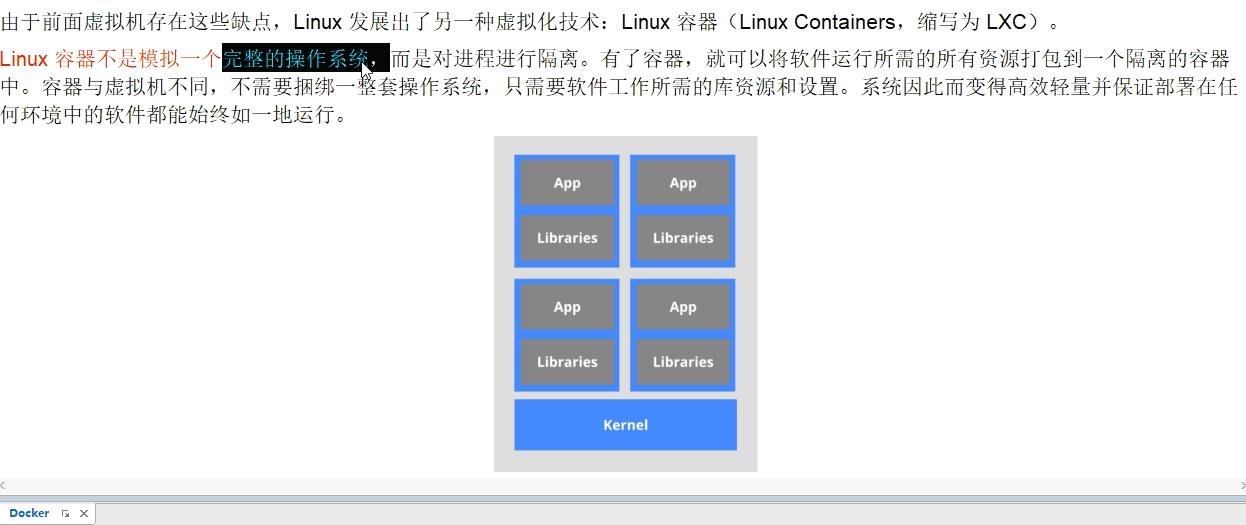 由于前面虚拟机存在这些缺点，Linux 发展出了另一种虚拟化技术：Linux 容器（Linux Containers，缩写为 LXC）。
Linux 容器不是模拟一个完整的操作系统，而是对进程进行隔离。有了容器，就可以将软件运行所需的所有资源打包到一个隔离的容器
中。容器与虚拟机不同，不需要捆绑一整套操作系统，只需要软件工作所需的库资源和设置。系统因此而变得高效轻量并保证部署在任
何环境中的软件都能始终如一地运行。
App App
Libraries Libraries
App App
Libraries Libraries
Kernel
Docker